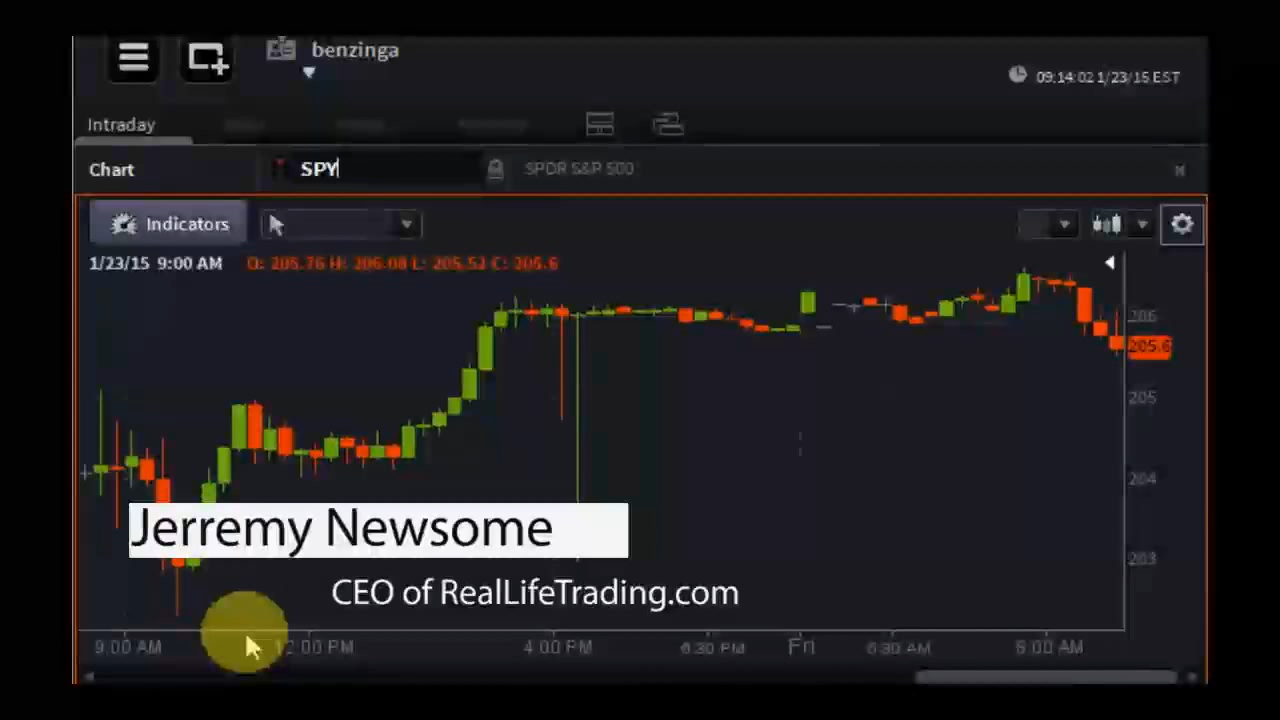 benzinga
09:14:02 1/23/15 EST
Intraday
Chart SPY SPDR S&P 500
Indicators
1/23/15 9:00 AM O: 205.76 H: 206.08 L: 205.52 C: 205.6
206
205.6
205
204
203
Jerremy Newsome
CEO of RealLifeTrading.com
9:00 AM 12:00 PM 4:00 PM 6:30 PM Fri 6:30 AM 8:00 AM